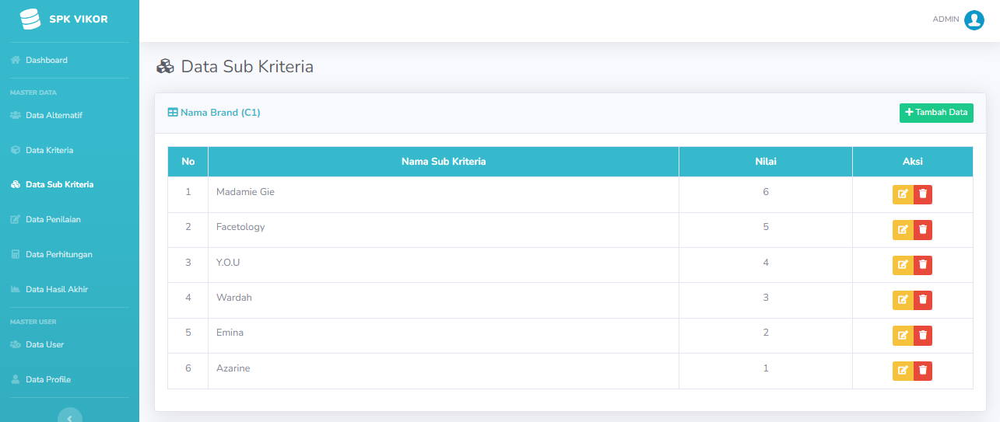 SPK VIKOR
Dashboard
MASTER DATA
Data Alternatif
Data Kriteria
Data Sub Kriteria
Data Penilaian
Data Perhitungan
Data Hasil Akhir
MASTER USER
Data User
Data Profile
ADMIN
Data Sub Kriteria
Nama Brand (C1)
Tambah Data
No Nama Sub Kriteria Nilai Aksi
1 Madamie Gie 6
2 Facetology 5
3 Y.O.U 4
4 Wardah 3
5 Emina 2
6 Azarine 1